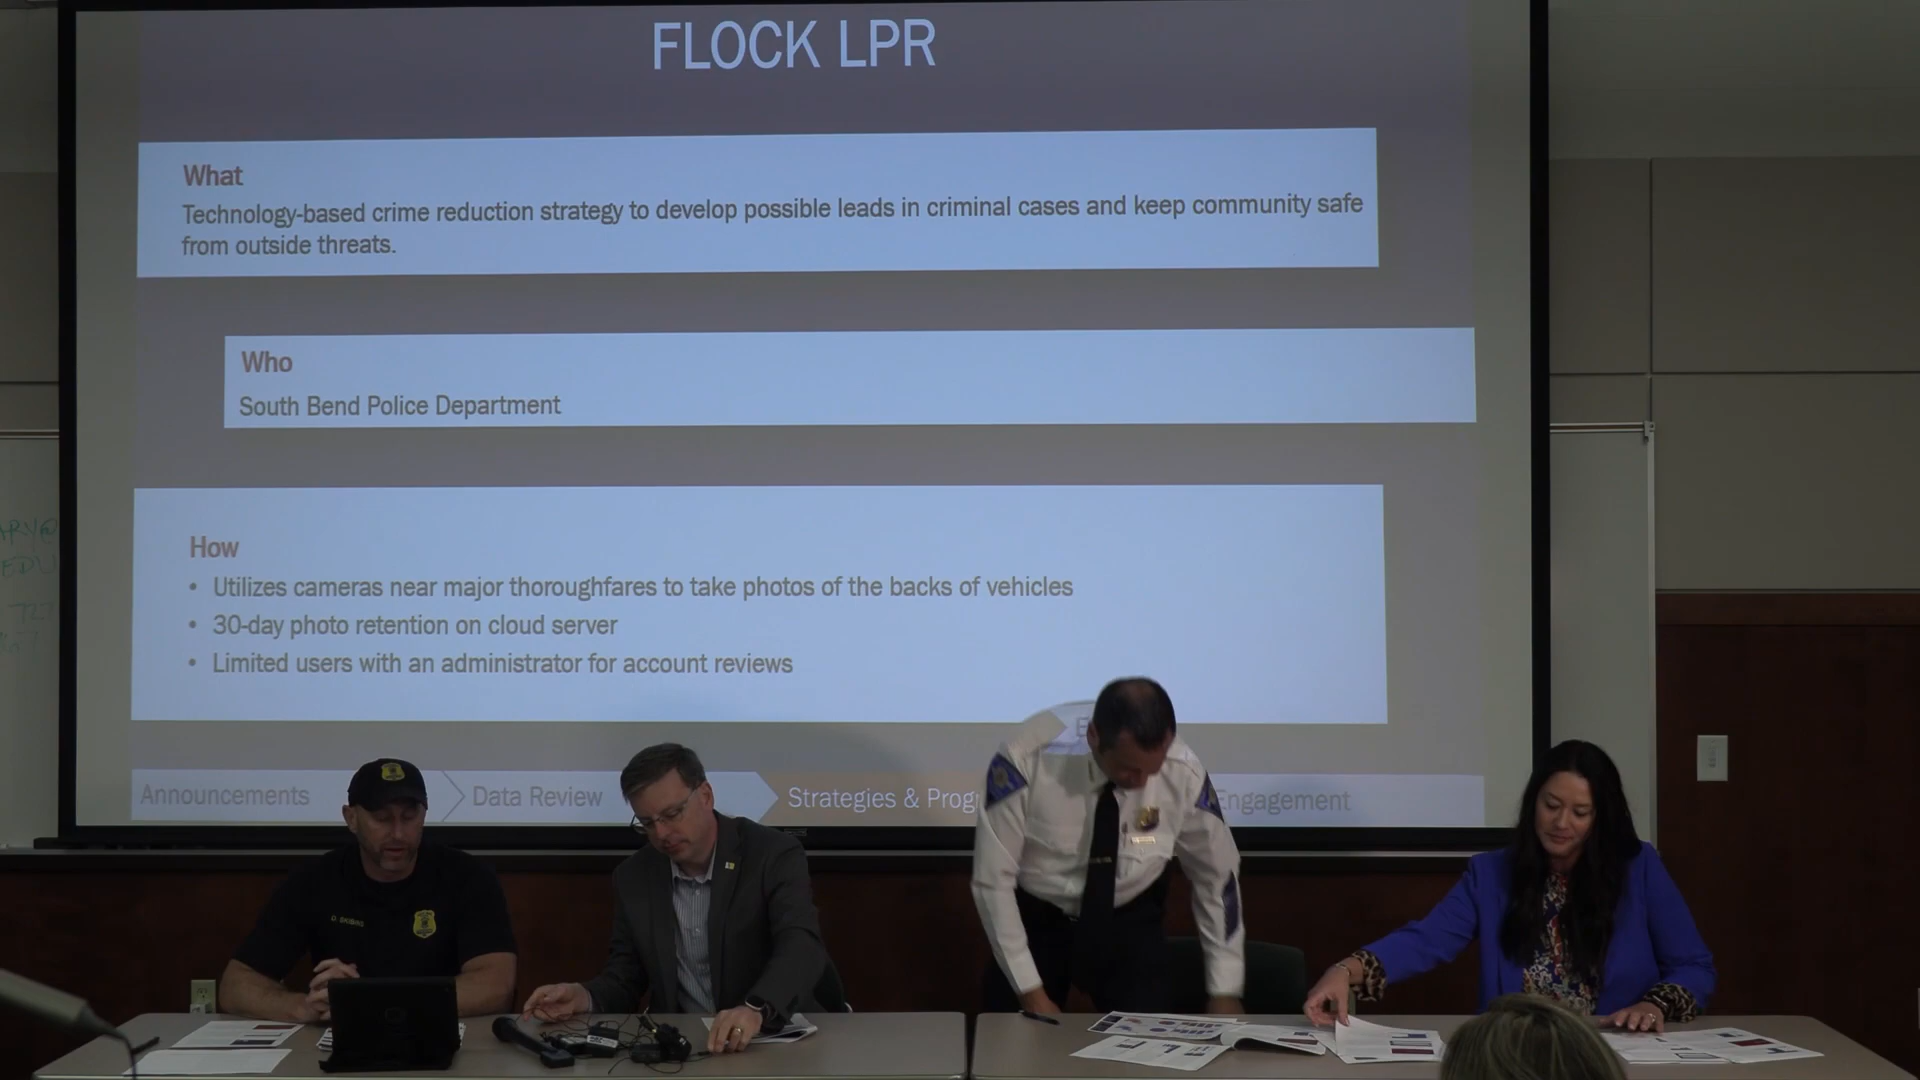 FLOCK LPR
What
Technology-based crime reduction strategy to develop possible leads in criminal cases and keep community safe
from outside threats.
Who
South Bend Police Department
How
• Utilizes cameras near major thoroughfares to take photos of the backs of vehicles
• 30-day photo retention on cloud server
• Limited users with an administrator for account reviews
Announcements
Data Review
Strategies & Prog
Engagement
EDU
727